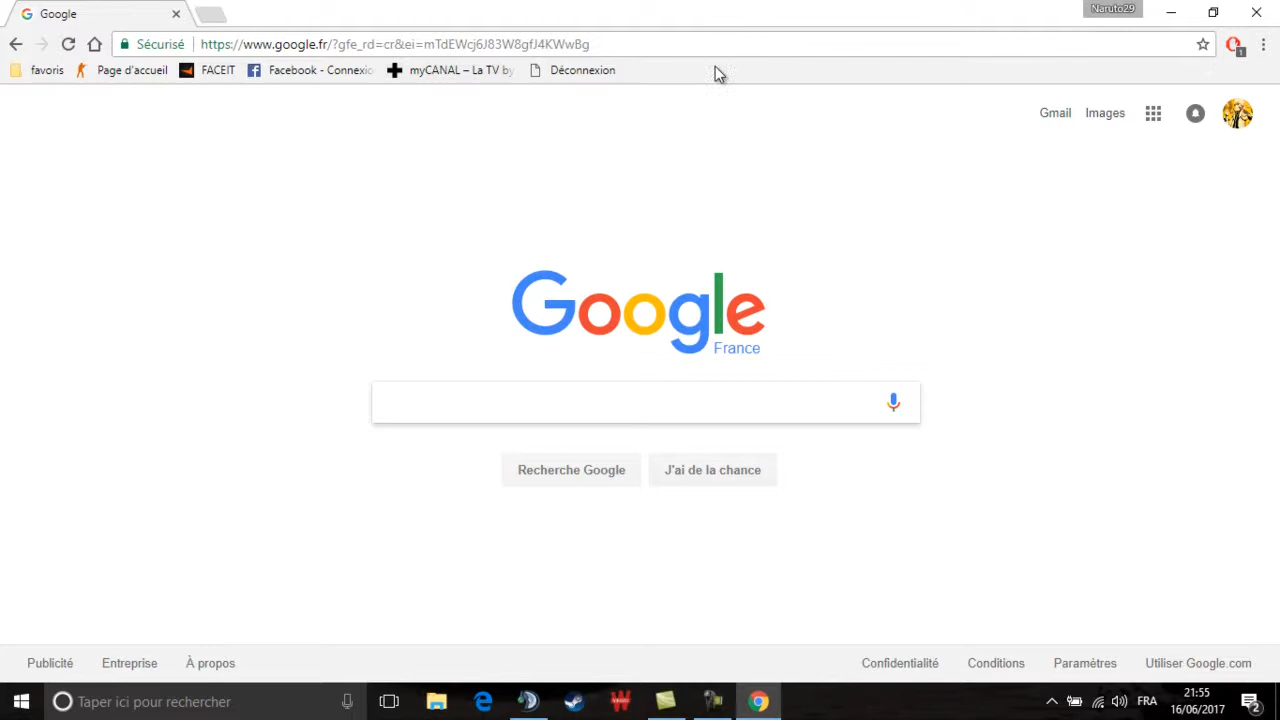 Google
Naruto29
Sécurisé https://www.google.fr/?gfe_rd=cr&ei=mTdEWcj6J83W8gfJ4KWwBg
favoris Page d'accueil FACEIT Facebook - Connexio myCANAL – La TV by Déconnexion
Gmail Images
Google
France
Recherche Google J'ai de la chance
Publicité Entreprise À propos Confidentialité Conditions Paramètres Utiliser Google.com
Taper ici pour rechercher FRA 21:55
16/06/2017 2